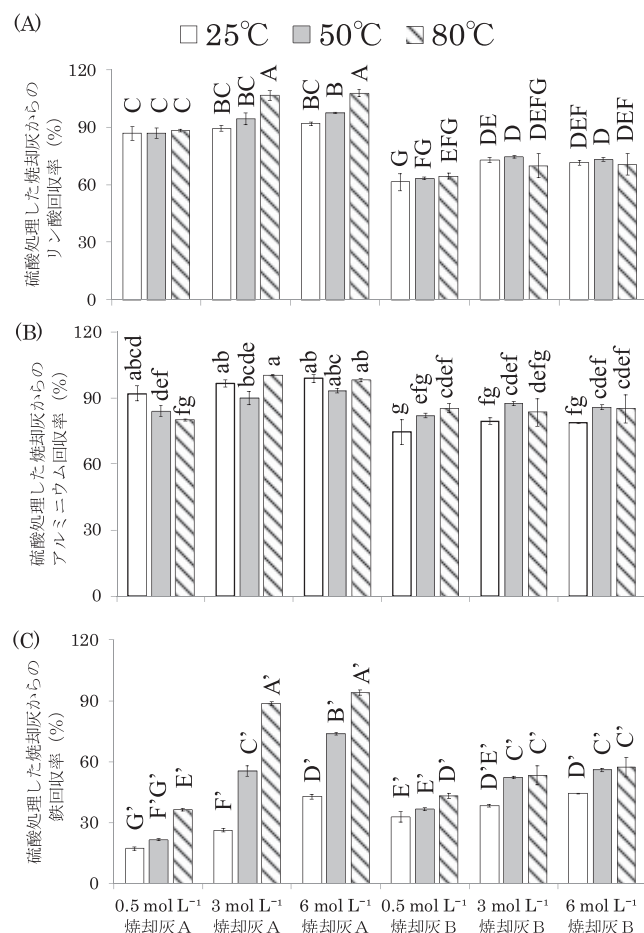 (A)
25℃ 50℃ 80℃
硫酸処理した焼却灰からの
リン酸回収率 (%)
120
90
60
30
0
C C C BC BC A BC B A G FG EFG DE D DEFG DEF D DEF
(B)
硫酸処理した焼却灰からの
アルミニウム回収率 (%)
120
90
60
30
0
abcd def fg ab bcde a ab abc ab g efg cdef fg cdef defg fg cdef cdef
(C)
硫酸処理した焼却灰からの
鉄回収率 (%)
120
90
60
30
0
G’ F’G’ E’ F’ C’ A’ D’ B’ A’ E’ E’ D’ D’E’ C’ C’ D’ C’ C’
0.5 mol L⁻¹ 3 mol L⁻¹ 6 mol L⁻¹ 0.5 mol L⁻¹ 3 mol L⁻¹ 6 mol L⁻¹
焼却灰A 焼却灰A 焼却灰A 焼却灰B 焼却灰B 焼却灰B